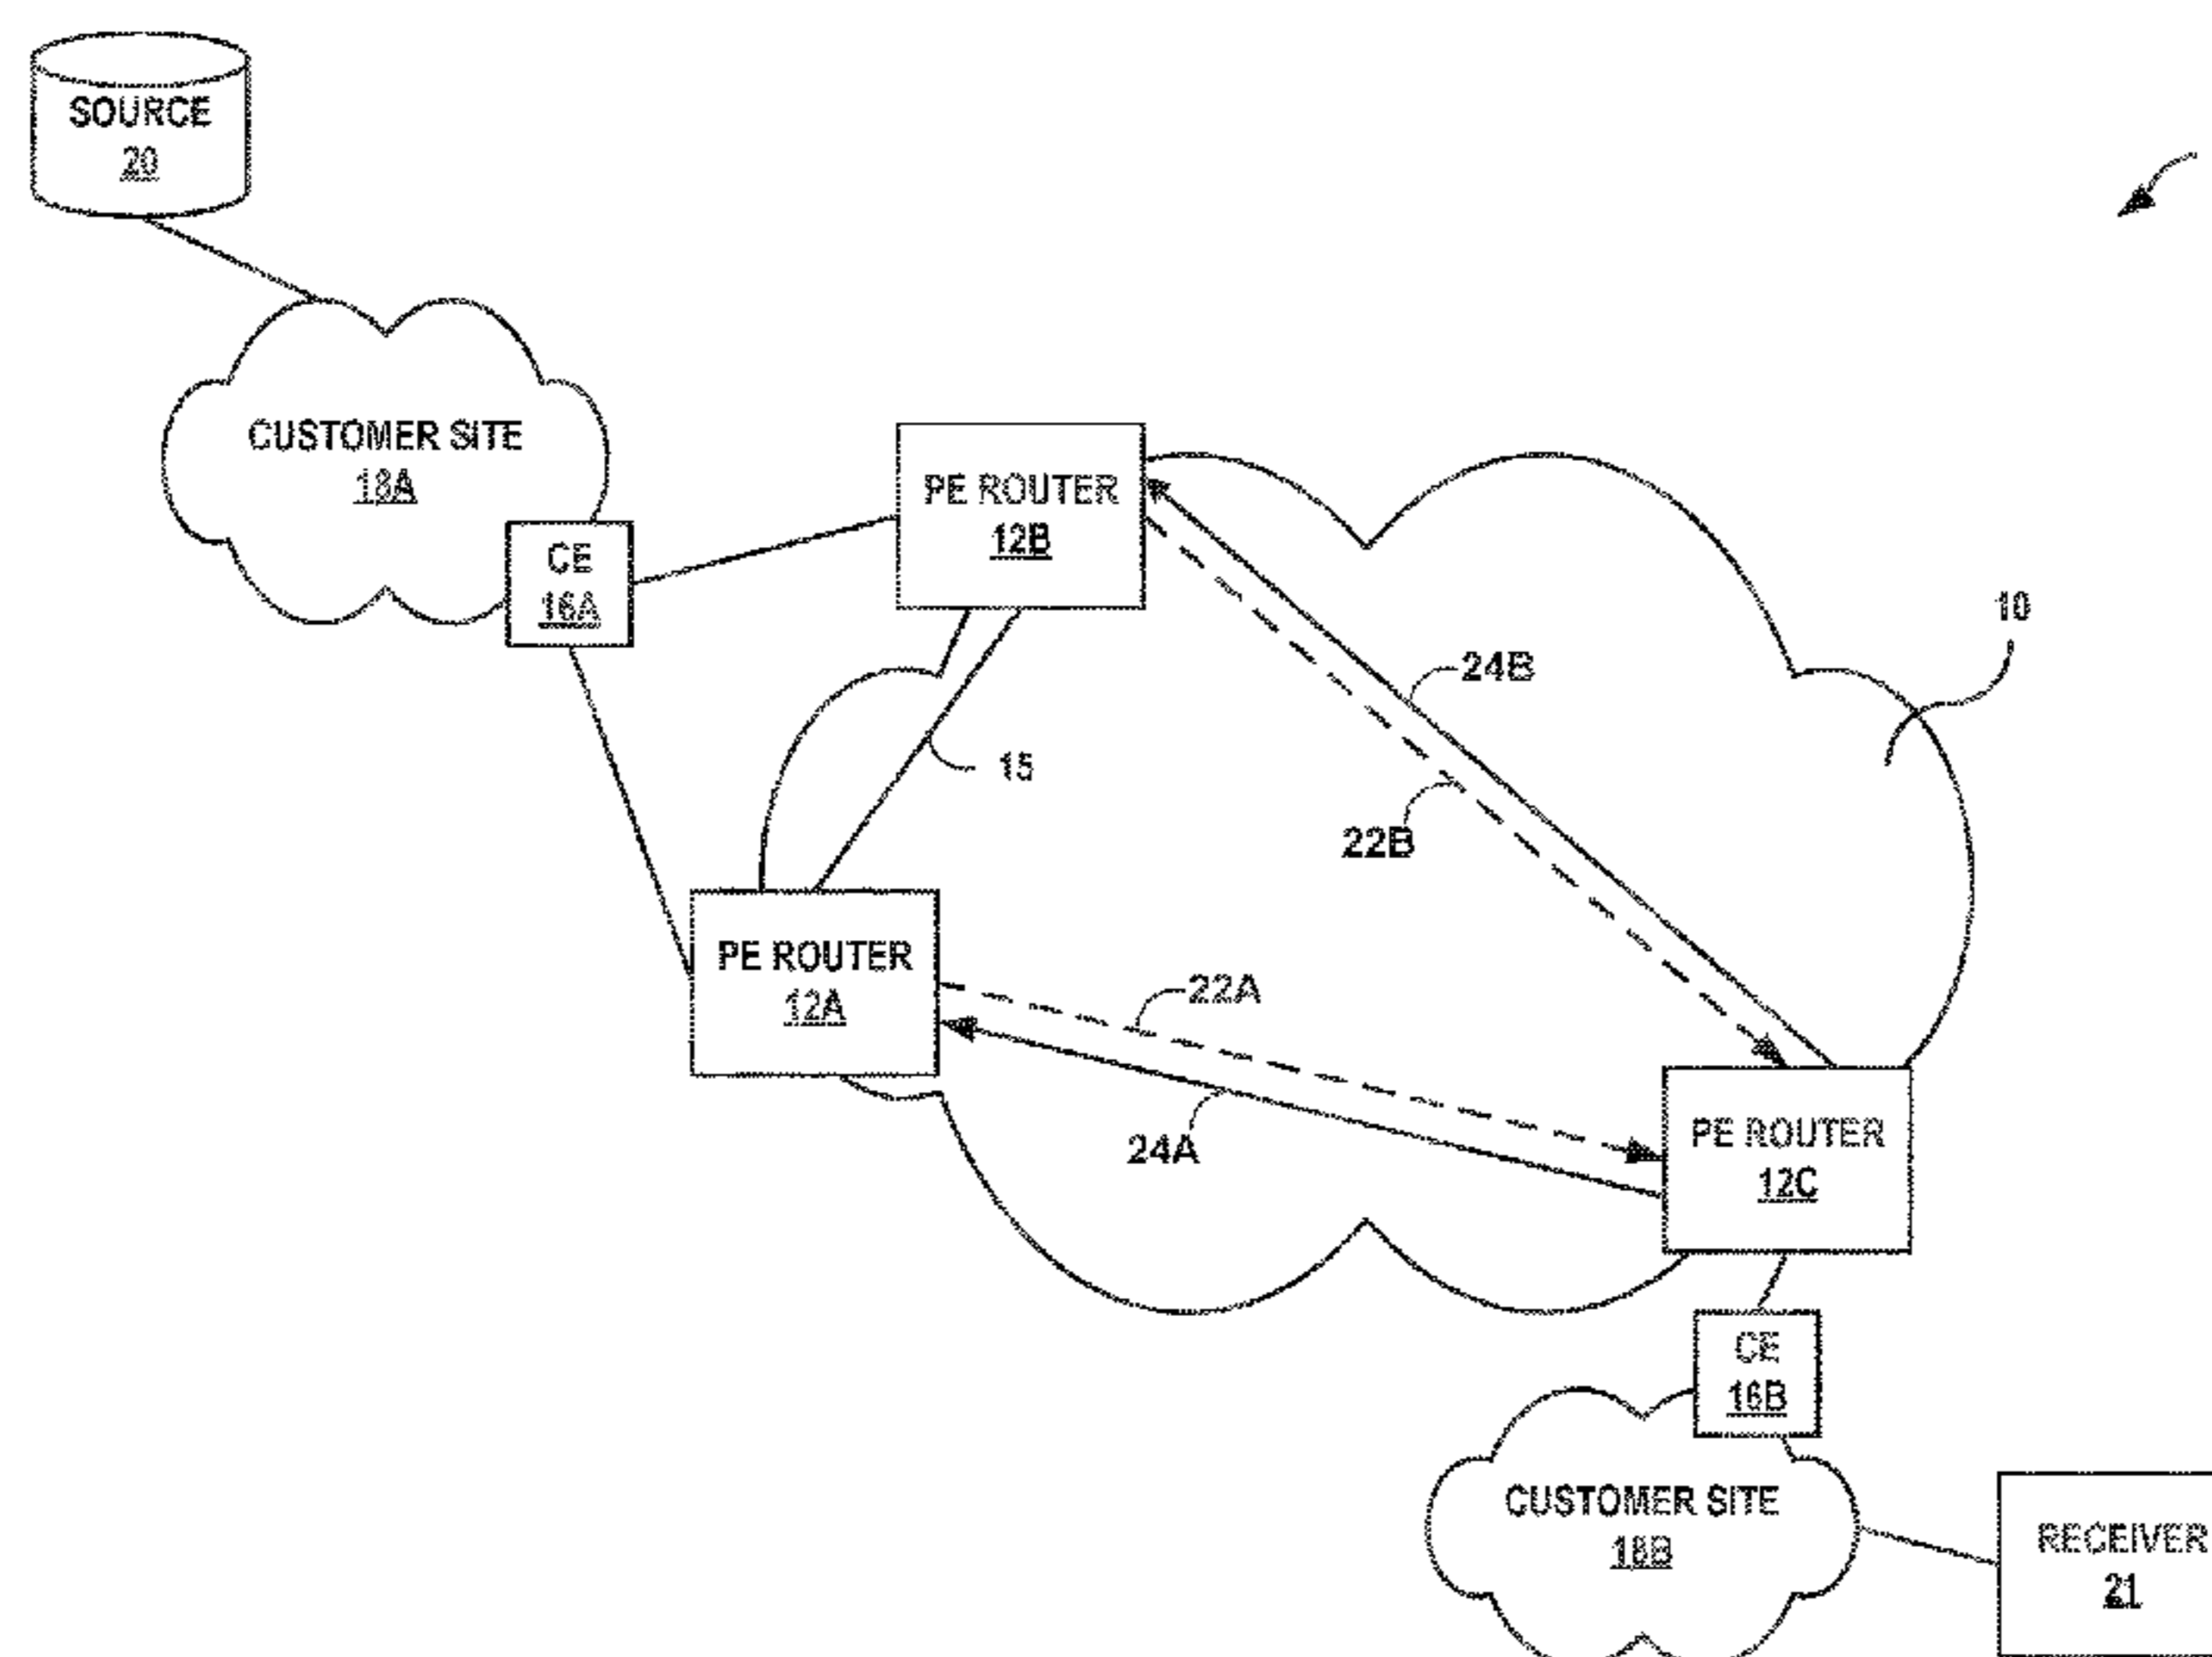 SOURCE
20
CUSTOMER SITE
18A
CE
16A
PE ROUTER
12B
10
24B
15
22B
PE ROUTER
12A
22A
24A
PE ROUTER
12C
CE
16B
CUSTOMER SITE
18B
RECEIVER
21